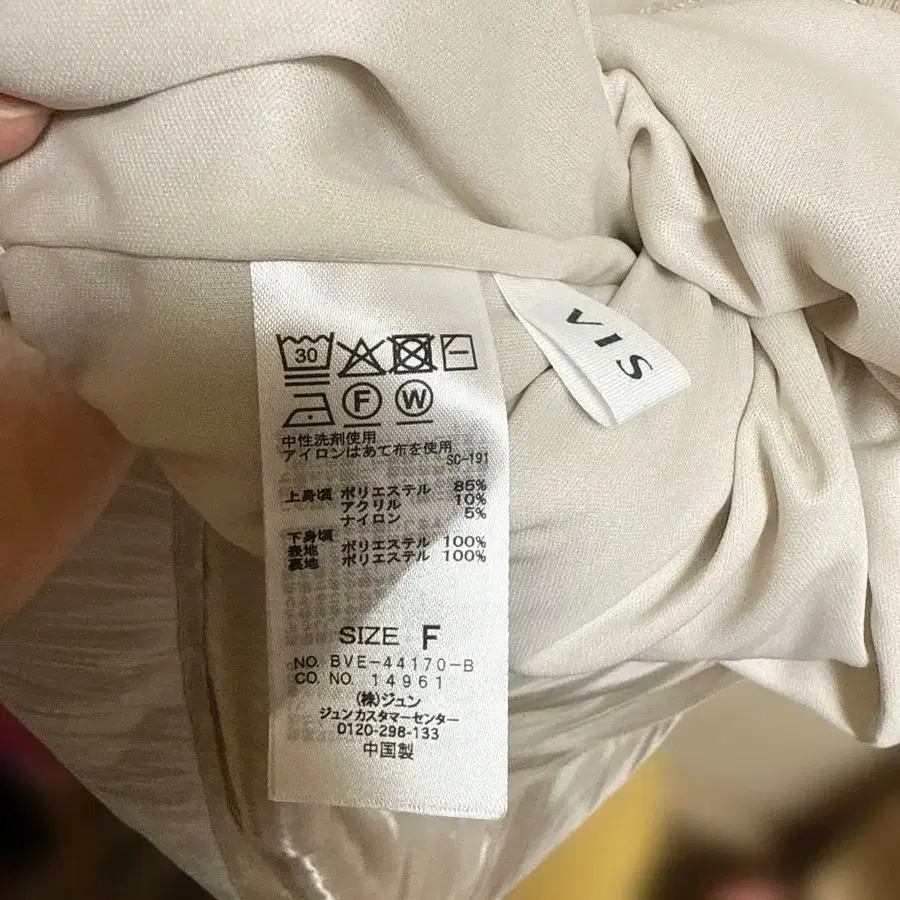 VIS
30
F W
中性洗剤使用
アイロンはあて布を使用
SC-191
上身頃 ポリエステル 85%
アクリル 10%
ナイロン 5%
下身頃
表地 ポリエステル 100%
裏地 ポリエステル 100%
SIZE F
NO. BVE-44170-B
CO. NO. 14961
(株)ジュン
ジュンカスタマーセンター
0120-298-133
中国製